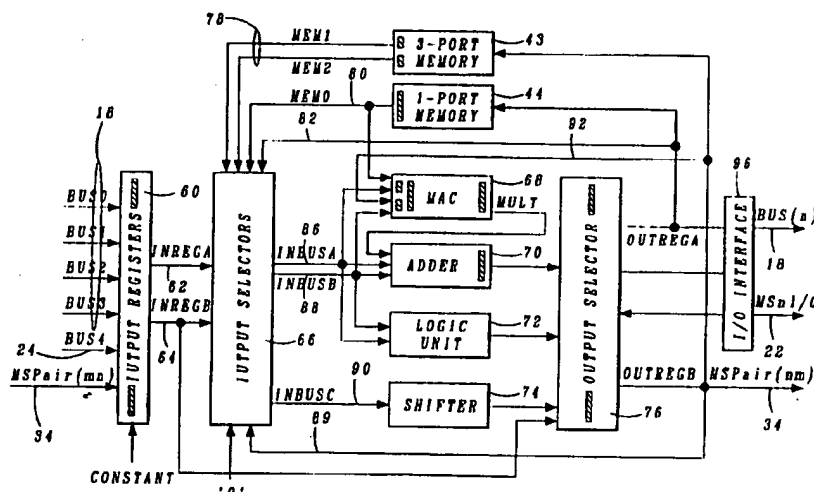 78
MEM1
3-PORT
MEMORY
43
MEM2
MEM0
80
1-PORT
MEMORY
44
82
92
18
60
MAC
68
96
BUS0
MULT
BUS1
86
BUS(n)
BUS2
INREGA
INBUSA
ADDER
70
OUTREGA
18
62
INBUSB
BUS3
INREGB
88
LOGIC
UNIT
72
MSnI/O
BUS4
64
66
22
24
MSPair(mn)
INBUSC
90
SHIFTER
74
OUTREGB
MSPair(nm)
34
76
34
89
IUTPUT REGISTERS
IUTPUT SELECTORS
OUTPUT SELECTOR
I/O INTERFACE
CONSTANT